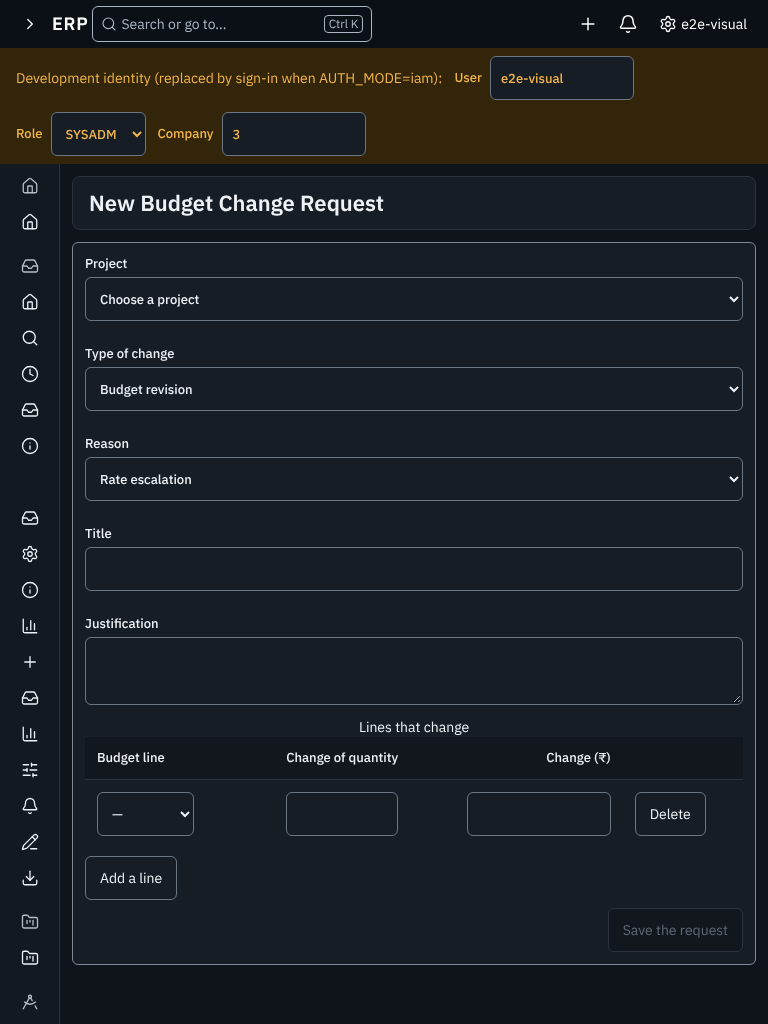 ERP Search or go to... Ctrl K e2e-visual
Development identity (replaced by sign-in when AUTH_MODE=iam): User e2e-visual
Role SYSADM Company 3
New Budget Change Request
Project
Choose a project
Type of change
Budget revision
Reason
Rate escalation
Title
Justification
Lines that change
Budget line Change of quantity Change (₹)
— Delete
Add a line
Save the request